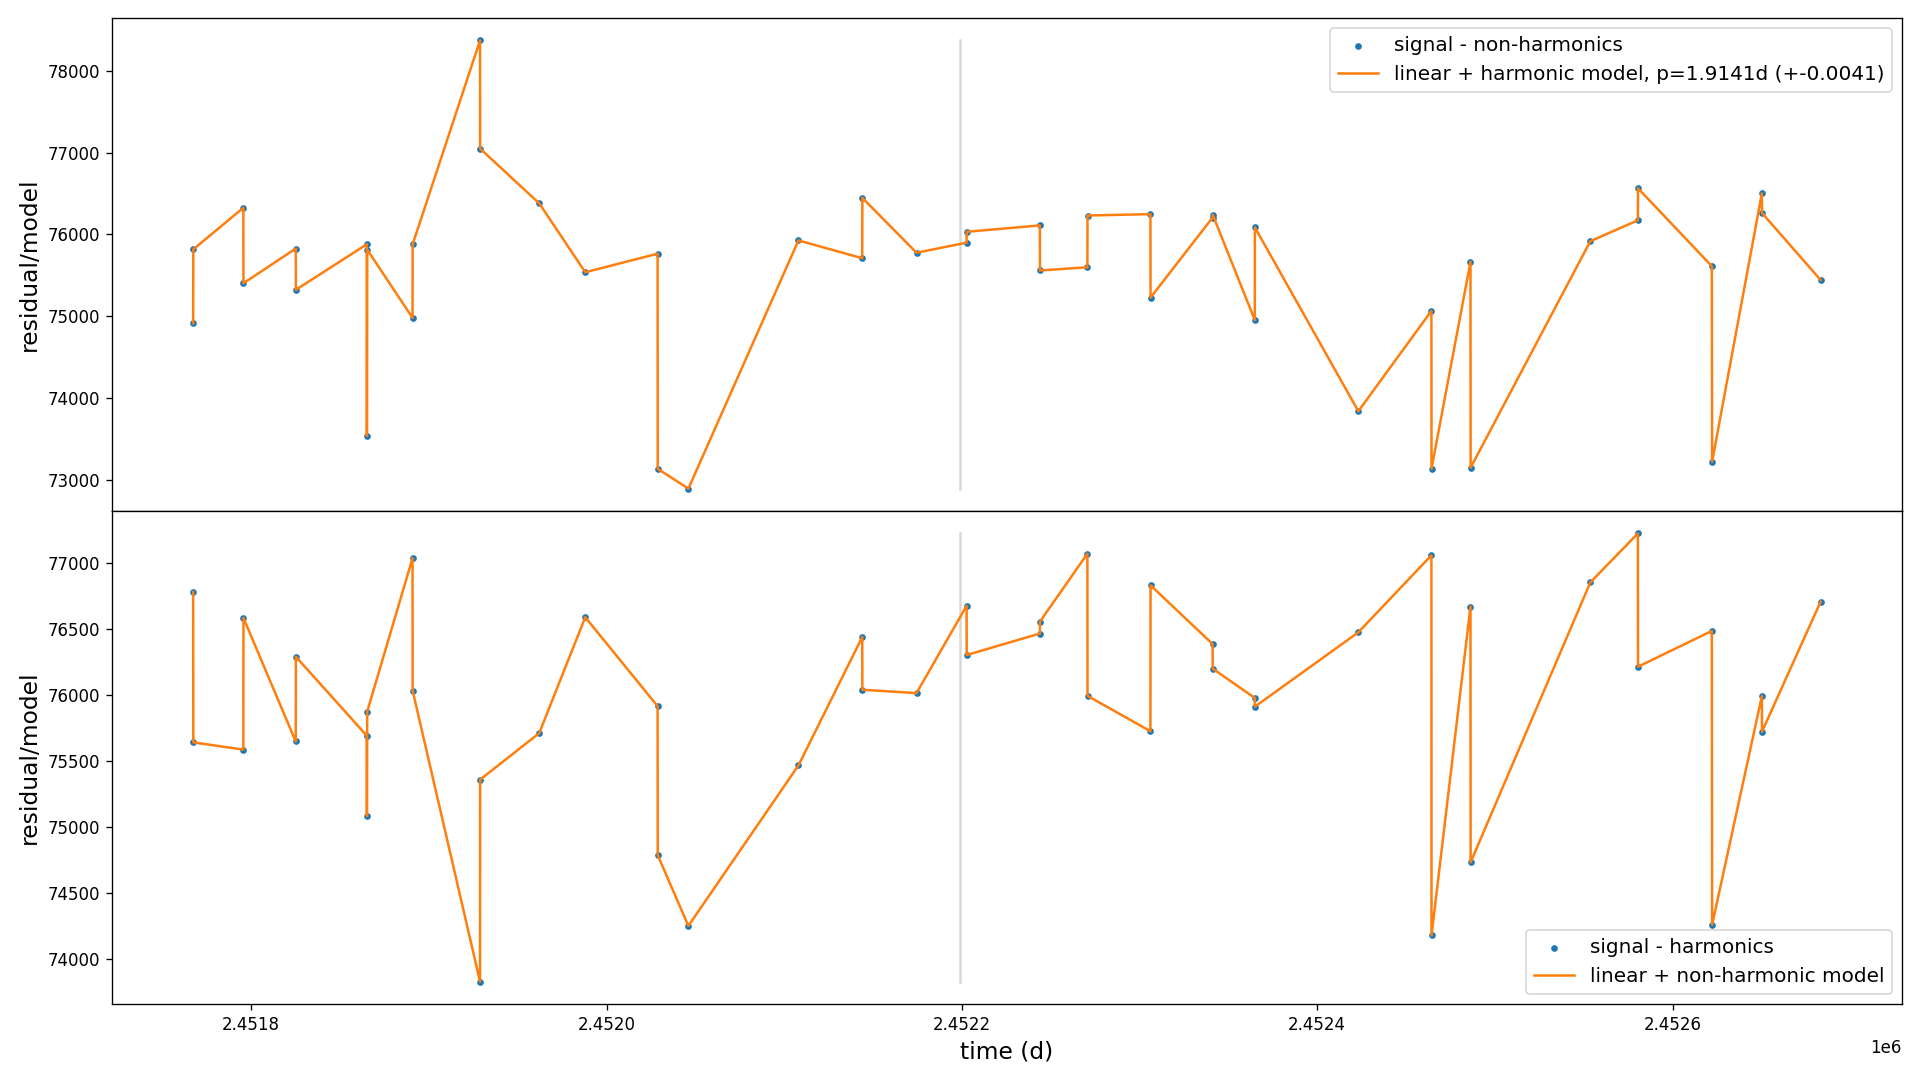 signal - non-harmonics
linear + harmonic model, p=1.9141d (+-0.0041)
78000
77000
76000
75000
74000
73000
residual/model
77000
76500
76000
75500
75000
74500
74000
residual/model
signal - harmonics
linear + non-harmonic model
2.4518 2.4520 2.4522 2.4524 2.4526
1e6
time (d)